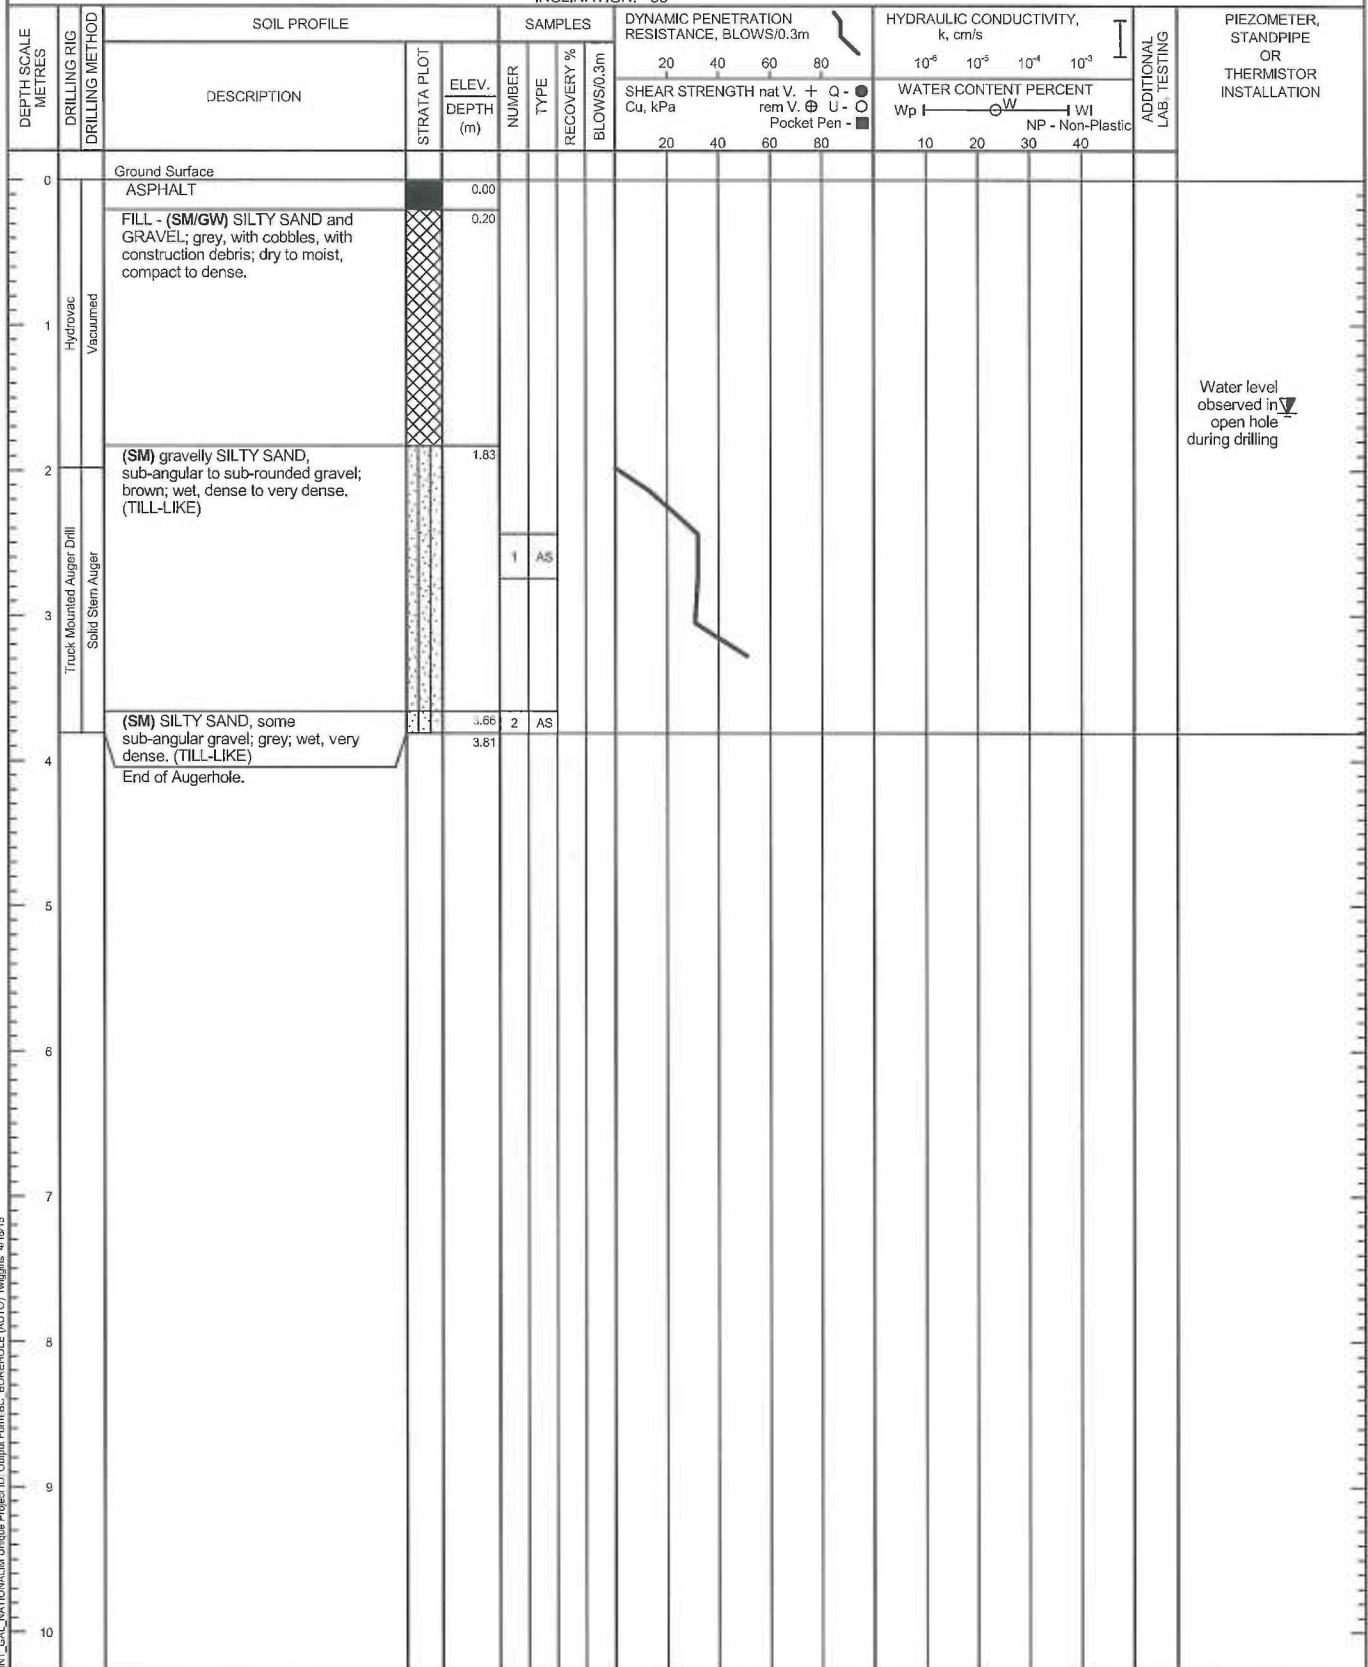 SOIL PROFILE
SAMPLES
DYNAMIC PENETRATION
RESISTANCE, BLOWS/0.3m
20 40 60 80
HYDRAULIC CONDUCTIVITY,
k, cm/s
10⁻⁶ 10⁻⁵ 10⁻⁴ 10⁻³
PIEZOMETER,
STANDPIPE
OR
THERMISTOR
INSTALLATION
DEPTH SCALE
METRES
DRILLING RIG
DRILLING METHOD
DESCRIPTION
STRATA PLOT
ELEV.
DEPTH
(m)
NUMBER
TYPE
RECOVERY %
BLOWS/0.3m
SHEAR STRENGTH nat V. + Q - ●
Cu, kPa rem V. ⊕ U - O
Pocket Pen - ■
20 40 60 80
WATER CONTENT PERCENT
Wp W Wl
NP - Non-Plastic
10 20 30 40
ADDITIONAL
LAB. TESTING
Ground Surface
0
ASPHALT
0.00
FILL - (SM/GW) SILTY SAND and
GRAVEL; grey, with cobbles, with
construction debris; dry to moist,
compact to dense.
0.20
Hydrovac
Vacuumed
1
Water level
observed in
open hole
during drilling
(SM) gravelly SILTY SAND,
sub-angular to sub-rounded gravel;
brown; wet, dense to very dense.
(TILL-LIKE)
1.83
2
Truck Mounted Auger Drill
Solid Stem Auger
1 AS
3
(SM) SILTY SAND, some
sub-angular gravel; grey; wet, very
dense. (TILL-LIKE)
3.66
2 AS
3.81
4
End of Augerhole.
5
6
7
8
9
10